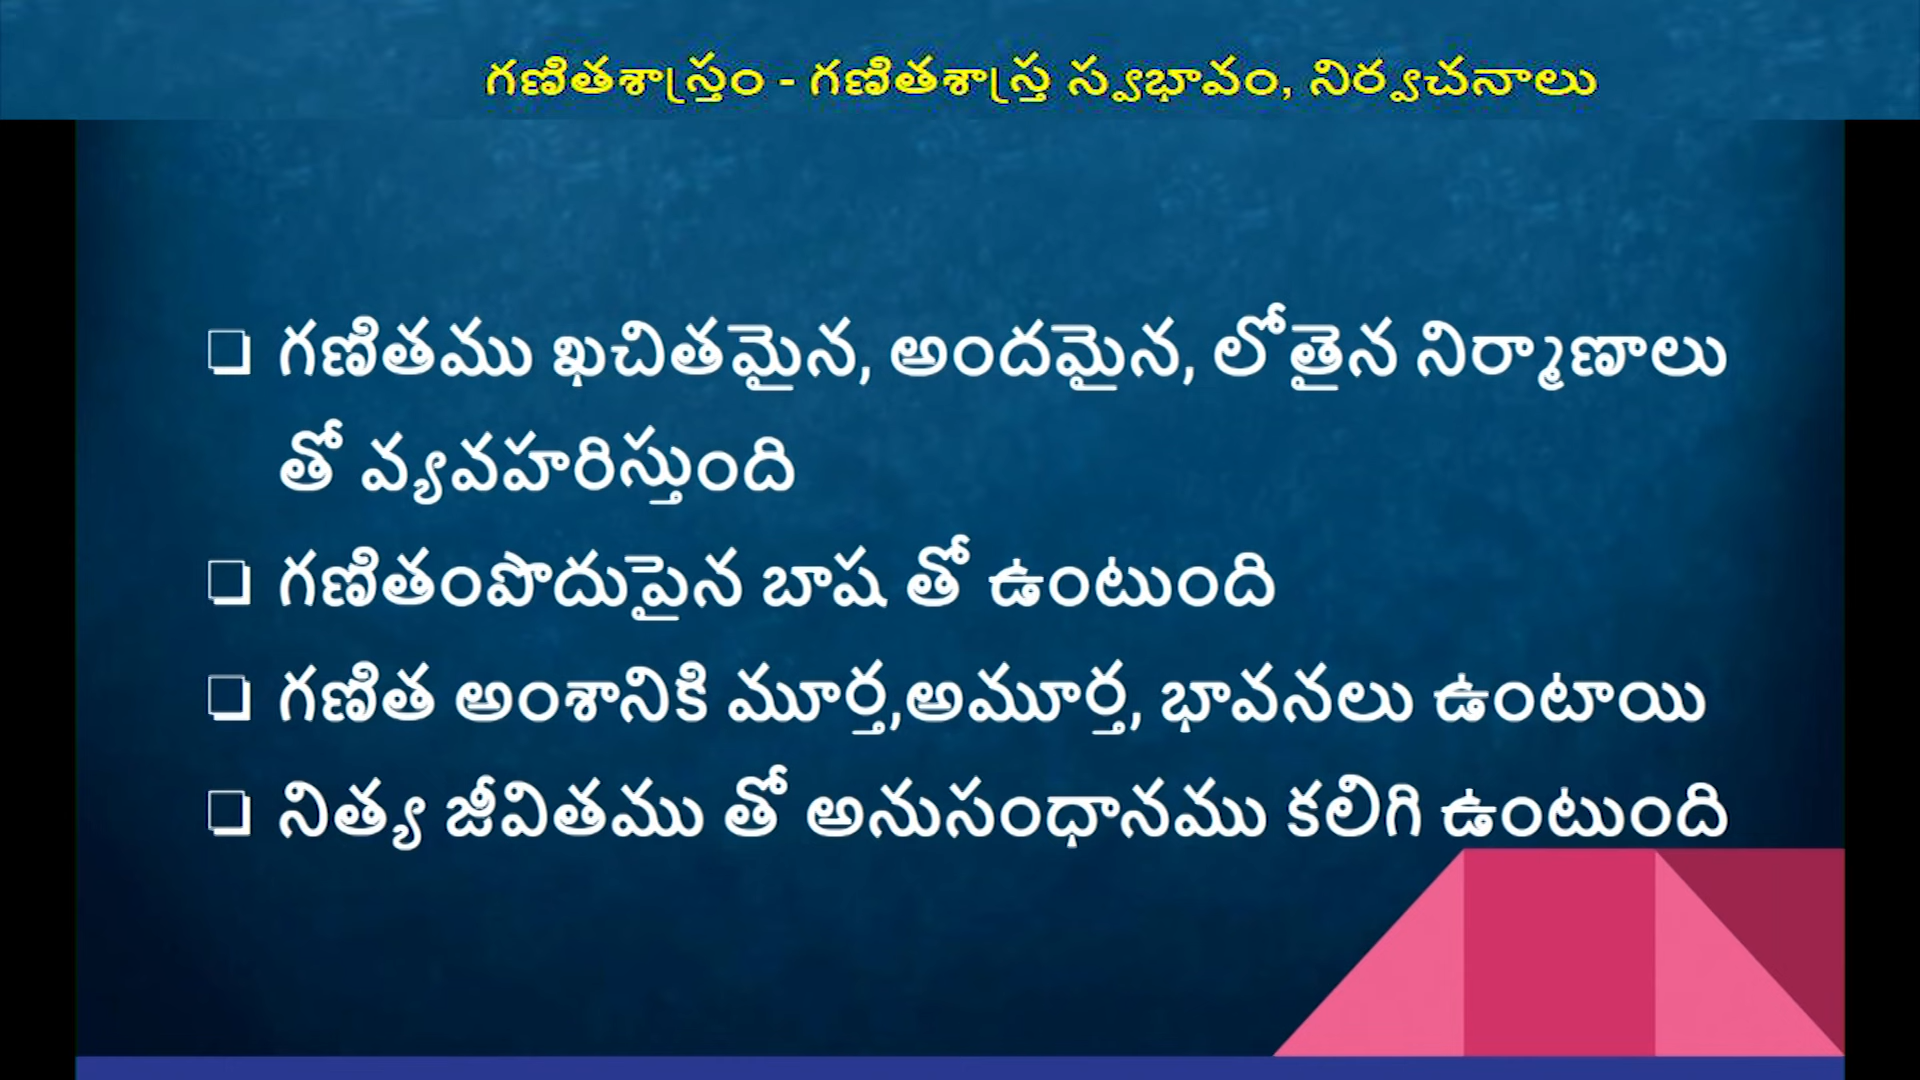 గణితశాస్త్రం - గణితశాస్త్ర స్వభావం, నిర్వచనాలు
❑ గణితము ఖచితమైన, అందమైన, లోతైన నిర్మాణాలు
తో వ్యవహరిస్తుంది
❑ గణితంపొదుపైన బాష తో ఉంటుంది
❑ గణిత అంశానికి మూర్త,అమూర్త, భావనలు ఉంటాయి
❑ నిత్య జీవితము తో అనుసంధానము కలిగి ఉంటుంది